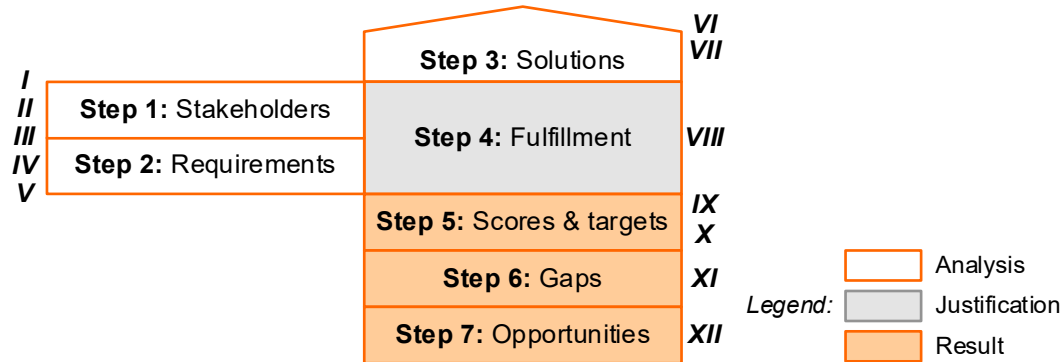 VI
VII
Step 3: Solutions
I
II
III
IV
V
Step 1: Stakeholders
Step 2: Requirements
Step 4: Fulfillment
VIII
Step 5: Scores & targets
IX
X
Step 6: Gaps
XI
Step 7: Opportunities
XII
Legend:
Analysis
Justification
Result